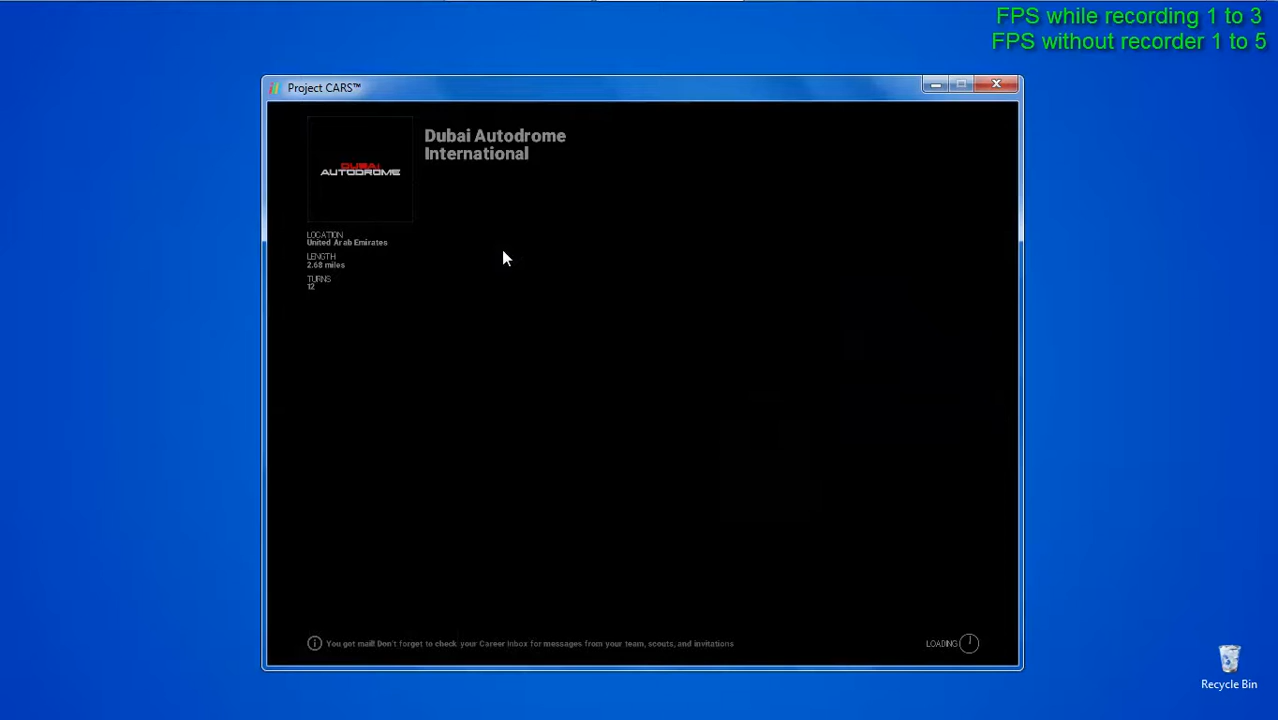 FPS while recording 1 to 3
FPS without recorder 1 to 5
Project CARS™
Dubai Autodrome
International
DUBAI
AUTODROME
LOCATION
United Arab Emirates
LENGTH
2.68 miles
TURNS
12
You got mail! Don't forget to check your Career Inbox for messages from your team, scouts, and invitations
LOADING
Recycle Bin